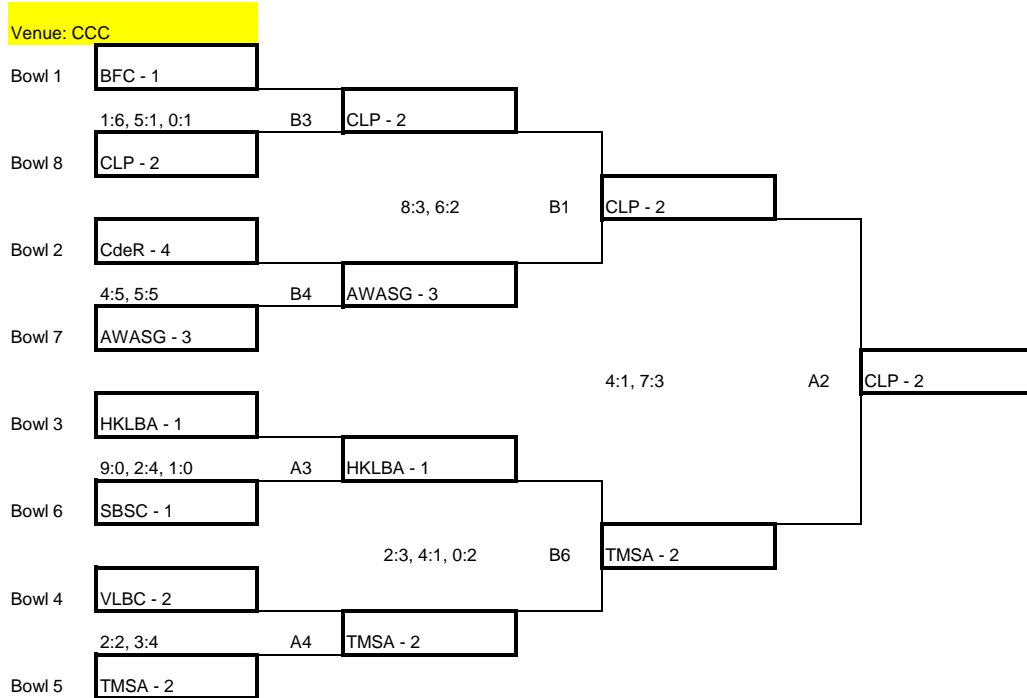 Venue: CCC
Bowl 1 BFC - 1
1:6, 5:1, 0:1 B3 CLP - 2
Bowl 8 CLP - 2
8:3, 6:2 B1 CLP - 2
Bowl 2 CdeR - 4
4:5, 5:5 B4 AWASG - 3
Bowl 7 AWASG - 3
4:1, 7:3 A2 CLP - 2
Bowl 3 HKLBA - 1
9:0, 2:4, 1:0 A3 HKLBA - 1
Bowl 6 SBSC - 1
2:3, 4:1, 0:2 B6 TMSA - 2
Bowl 4 VLBC - 2
2:2, 3:4 A4 TMSA - 2
Bowl 5 TMSA - 2